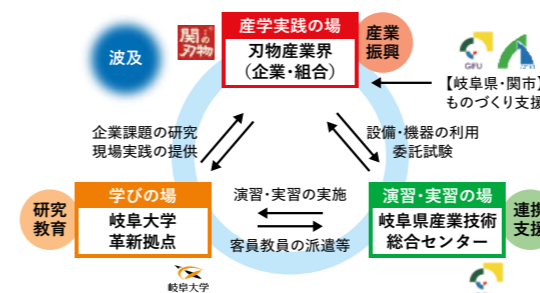 波及
関の
刃物
産学実践の場
刃物産業界
（企業・組合）
産業
振興
GIFU
【岐阜県・関市】
ものづくり支援
企業課題の研究
現場実践の提供
設備・機器の利用
委託試験
研究
教育
学びの場
岐阜大学
革新拠点
演習・実習の実施
客員教員の派遣等
演習・実習の場
岐阜県産業技術
総合センター
連携
支援
岐阜大学